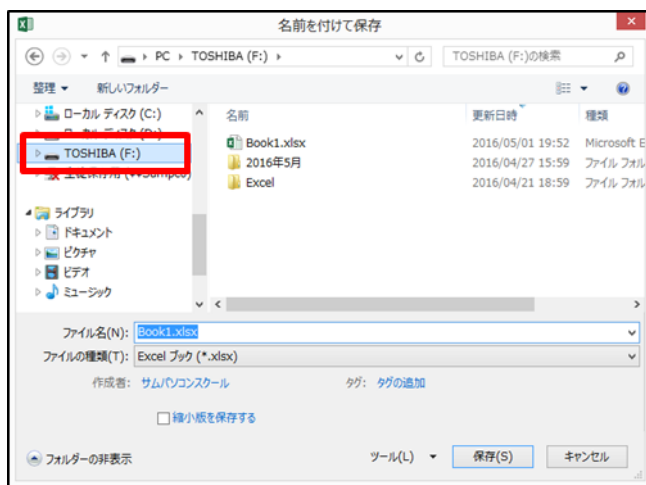 名前を付けて保存
PC ▸ TOSHIBA (F:) ▸
TOSHIBA (F:)の検索
整理 ▼ 新しいフォルダー
ローカル ディスク (C:)
TOSHIBA (F:)
ライブラリ
ドキュメント
ピクチャ
ビデオ
ミュージック
名前 更新日時 種類
Book1.xlsx 2016/05/01 19:52 Microsoft E
2016年5月 2016/04/27 15:59 ファイル フォル
Excel 2016/04/21 18:59 ファイル フォル
ファイル名(N): Book1.xlsx
ファイルの種類(T): Excel ブック (*.xlsx)
作成者: サムパソコンスクール タグ: タグの追加
縮小版を保存する
フォルダーの非表示 ツール(L) ▼ 保存(S) キャンセル